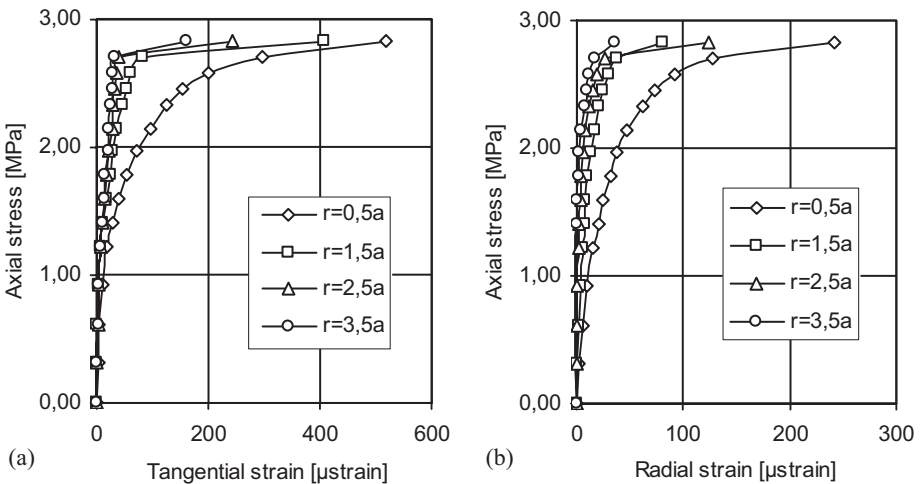 3,00
2,00
1,00
0,00
Axial stress [MPa]
r=0,5a
r=1,5a
r=2,5a
r=3,5a
0 200 400 600
(a)
Tangential strain [µstrain]
3,00
2,00
1,00
0,00
Axial stress [MPa]
r=0,5a
r=1,5a
r=2,5a
r=3,5a
0 100 200 300
(b)
Radial strain [µstrain]